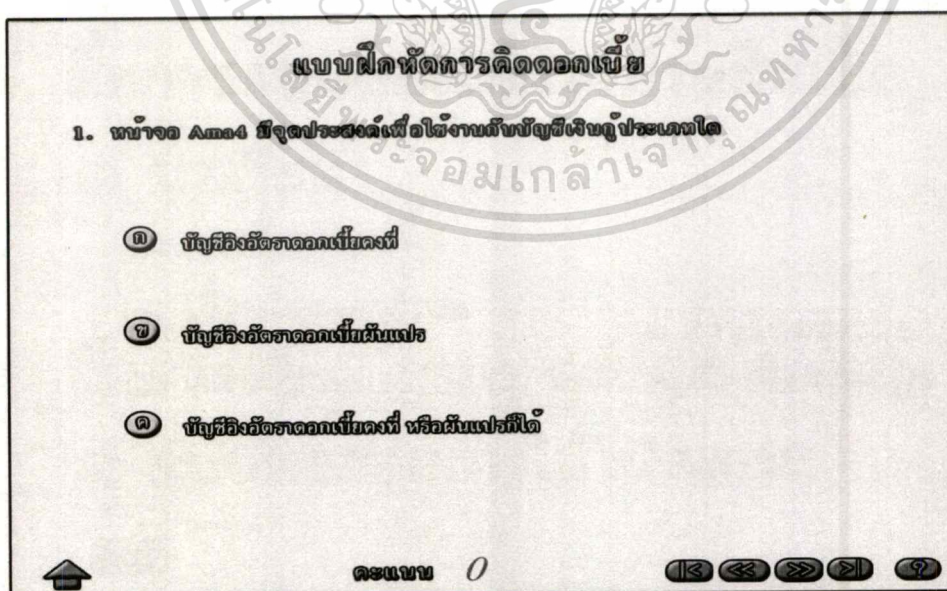 แบบฝึกหัดการคิดดอกเบี้ย
1. หน้าจอ Ama4 มีจุดประสงค์เพื่อใช้งานกับบัญชีเงินกู้ประเภทใด
ก บัญชีอิงอัตราดอกเบี้ยคงที่
ข บัญชีอิงอัตราดอกเบี้ยผันแปร
ค บัญชีอิงอัตราดอกเบี้ยคงที่ หรือผันแปรก็ได้
คะแนน 0
?